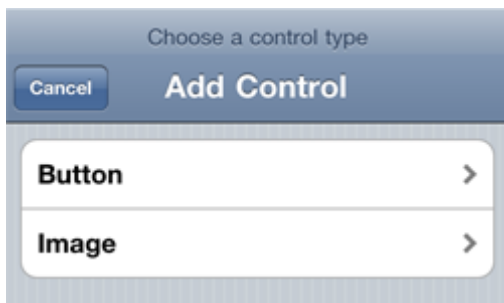 Choose a control type
Cancel
Add Control
Button
Image